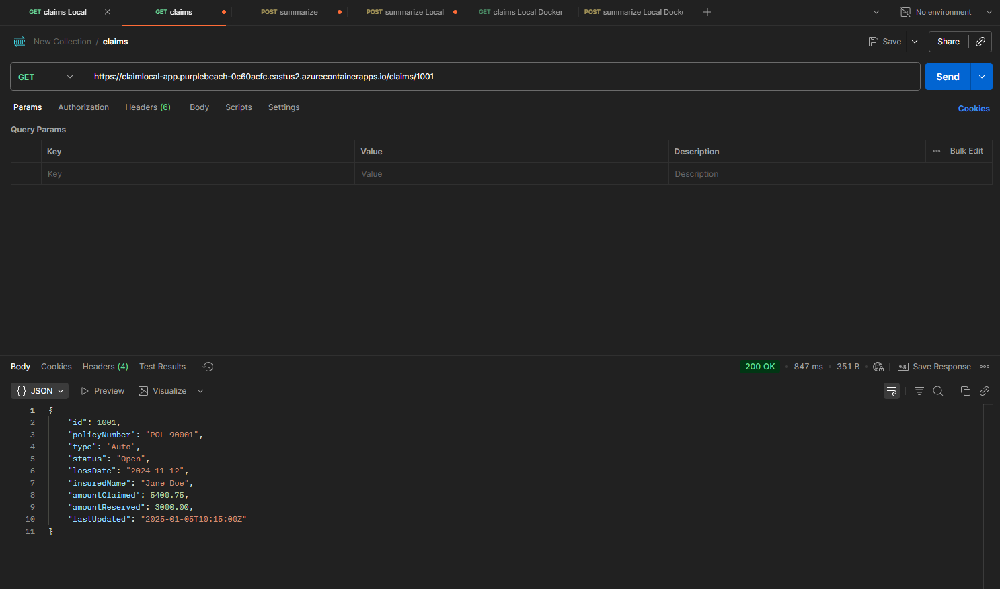 GET claims Local GET claims POST summarize POST summarize Local GET claims Local Docker POST summarize Local Docke No environment
HTTP New Collection / claims Save Share
GET https://claimlocal-app.purplebeach-0c60acfc.eastus2.azurecontainerapps.io/claims/1001 Send
Params Authorization Headers (6) Body Scripts Settings Cookies
Query Params
Key Value Description Bulk Edit
Key Value Description
Body Cookies Headers (4) Test Results 200 OK 847 ms 351 B e.g. Save Response
{} JSON Preview Visualize
1 {
2 "id": 1001,
3 "policyNumber": "POL-90001",
4 "type": "Auto",
5 "status": "Open",
6 "lossDate": "2024-11-12",
7 "insuredName": "Jane Doe",
8 "amountClaimed": 5400.75,
9 "amountReserved": 3000.00,
10 "lastUpdated": "2025-01-05T10:15:00Z"
11 }